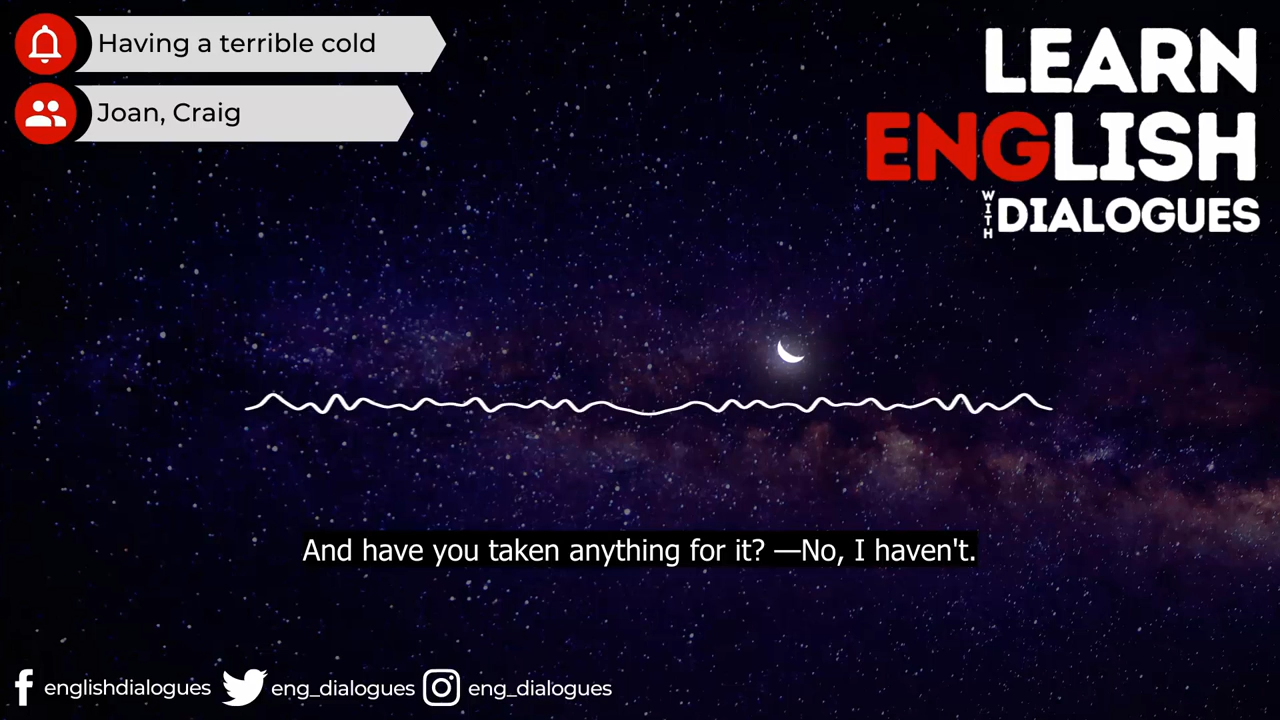 Having a terrible cold
Joan, Craig
LEARN
ENGLISH
WITH
DIALOGUES
And have you taken anything for it? —No, I haven't.
englishdialogues
eng_dialogues
eng_dialogues